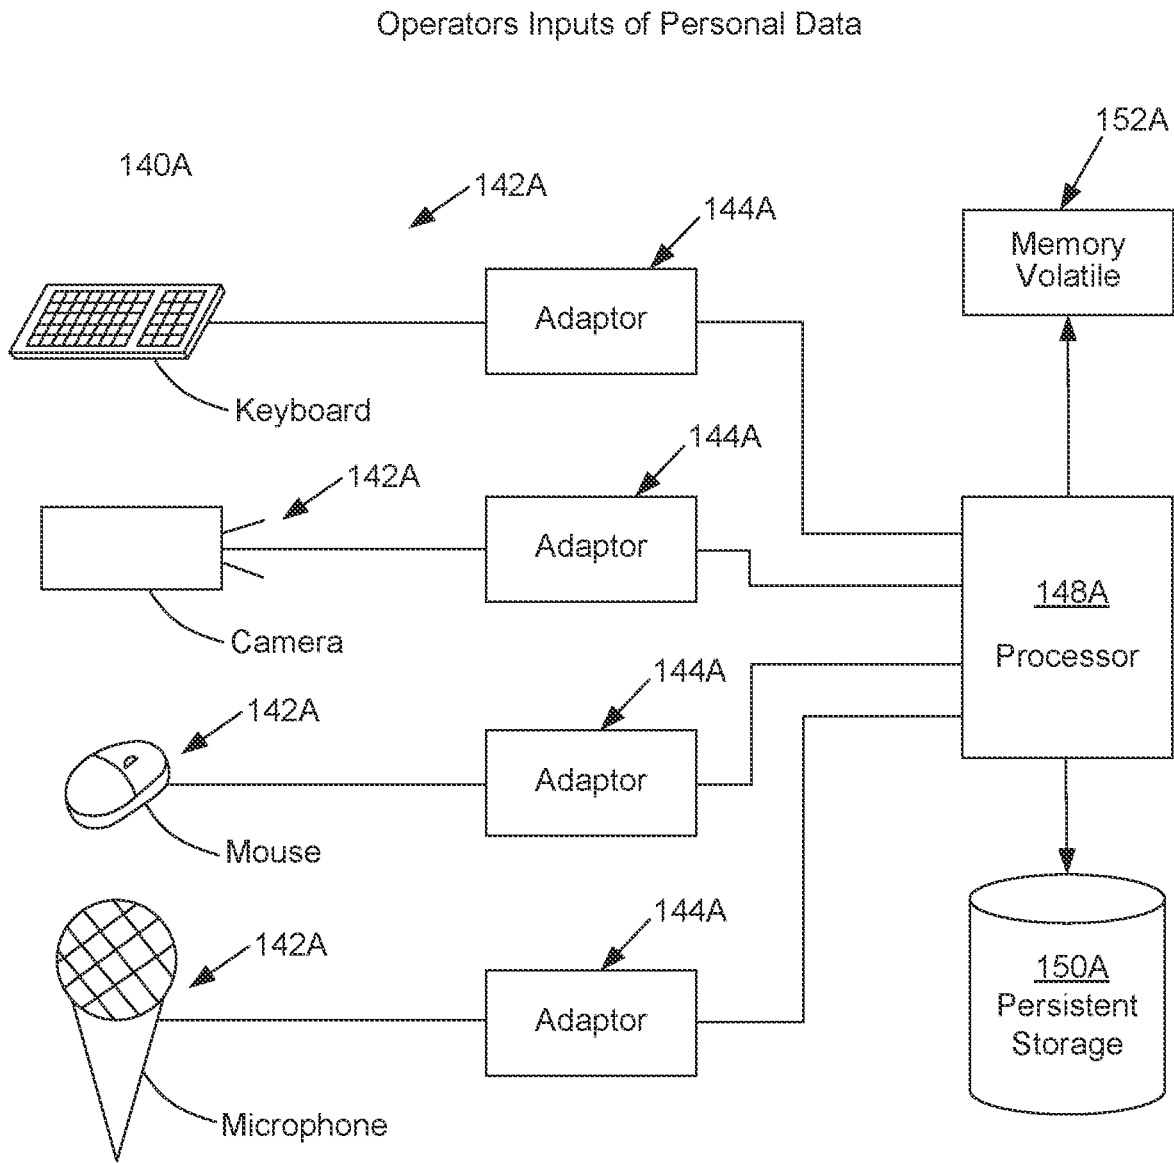 Operators Inputs of Personal Data
152A
140A
142A
144A
Memory
Volatile
Adaptor
Keyboard
144A
142A
Adaptor
148A
Camera
Processor
144A
142A
Adaptor
Mouse
144A
142A
150A
Persistent
Adaptor
Storage
Microphone